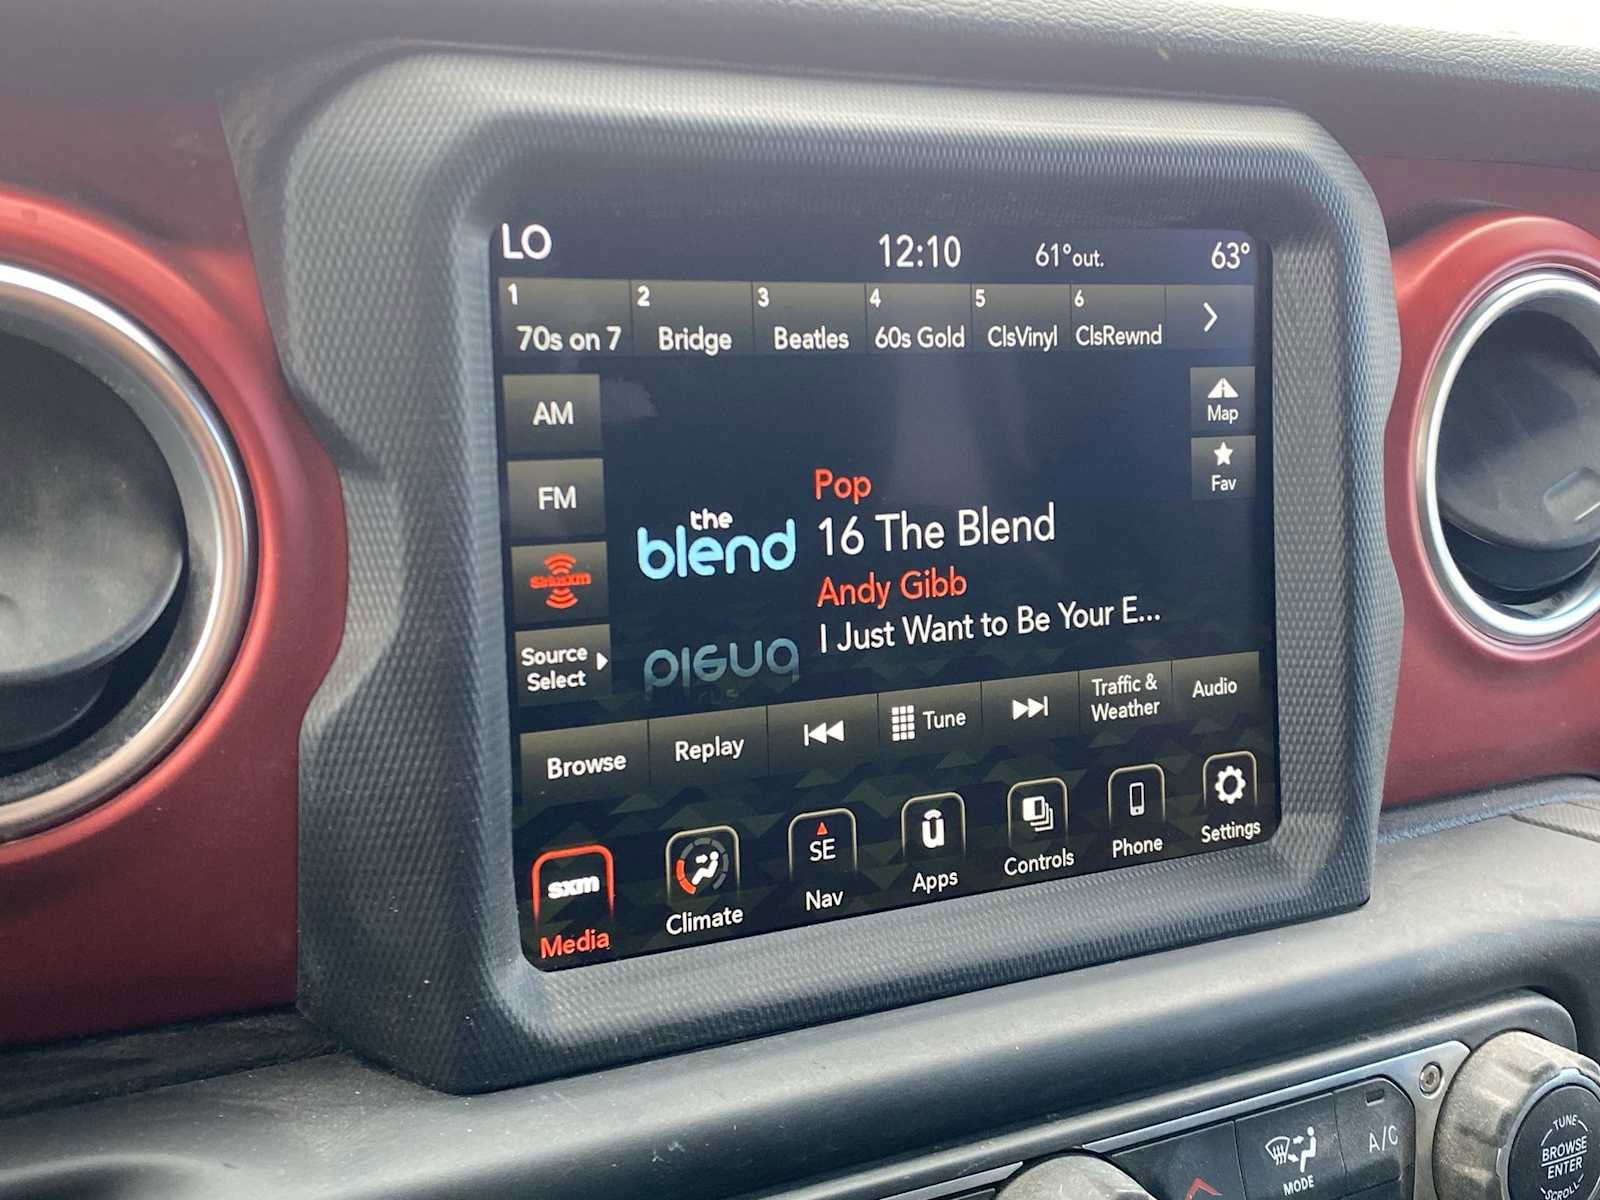 LO 12:10 61°out. 63°
1 2 3 4 5 6
70s on 7 Bridge Beatles 60s Gold ClsVinyl ClsRewnd
AM
Map
FM
Fav
Pop
the
blend
16 The Blend
SiriusXM
Andy Gibb
I Just Want to Be Your E...
Source
Select
Browse
Replay
Tune
Traffic &
Weather
Audio
sxm
Media
Climate
SE
Nav
Apps
Controls
Phone
Settings
MODE
A/C
TUNE
BROWSE
ENTER
SCROLL